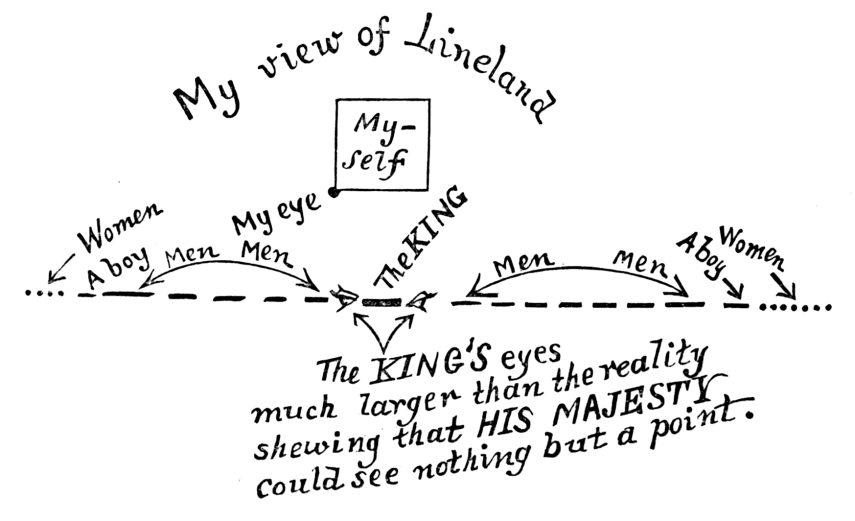 My view of Lineland
My-
self
My eye
The KING
Women
A boy
Men
Men
Men
Men
A boy
Women
The KING'S eyes
much larger than the reality
shewing that HIS MAJESTY
could see nothing but a point.